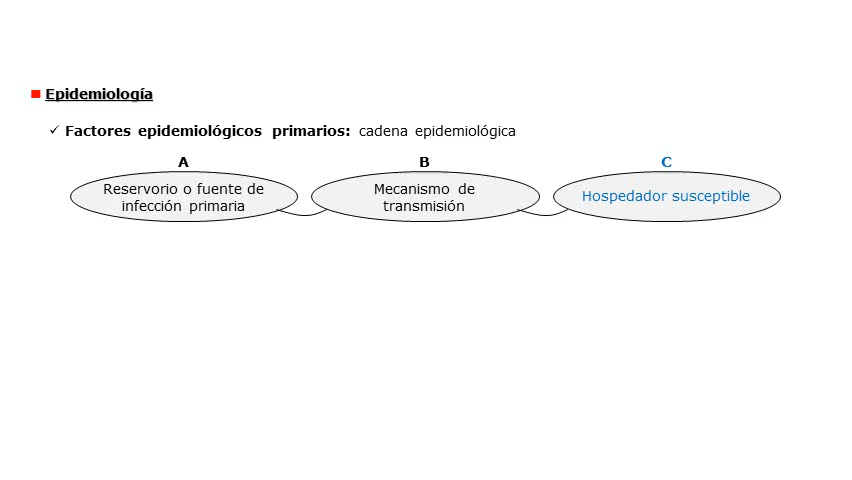 Epidemiología
✓ Factores epidemiológicos primarios: cadena epidemiológica
A B C
Reservorio o fuente de
infección primaria
Mecanismo de
transmisión
Hospedador susceptible